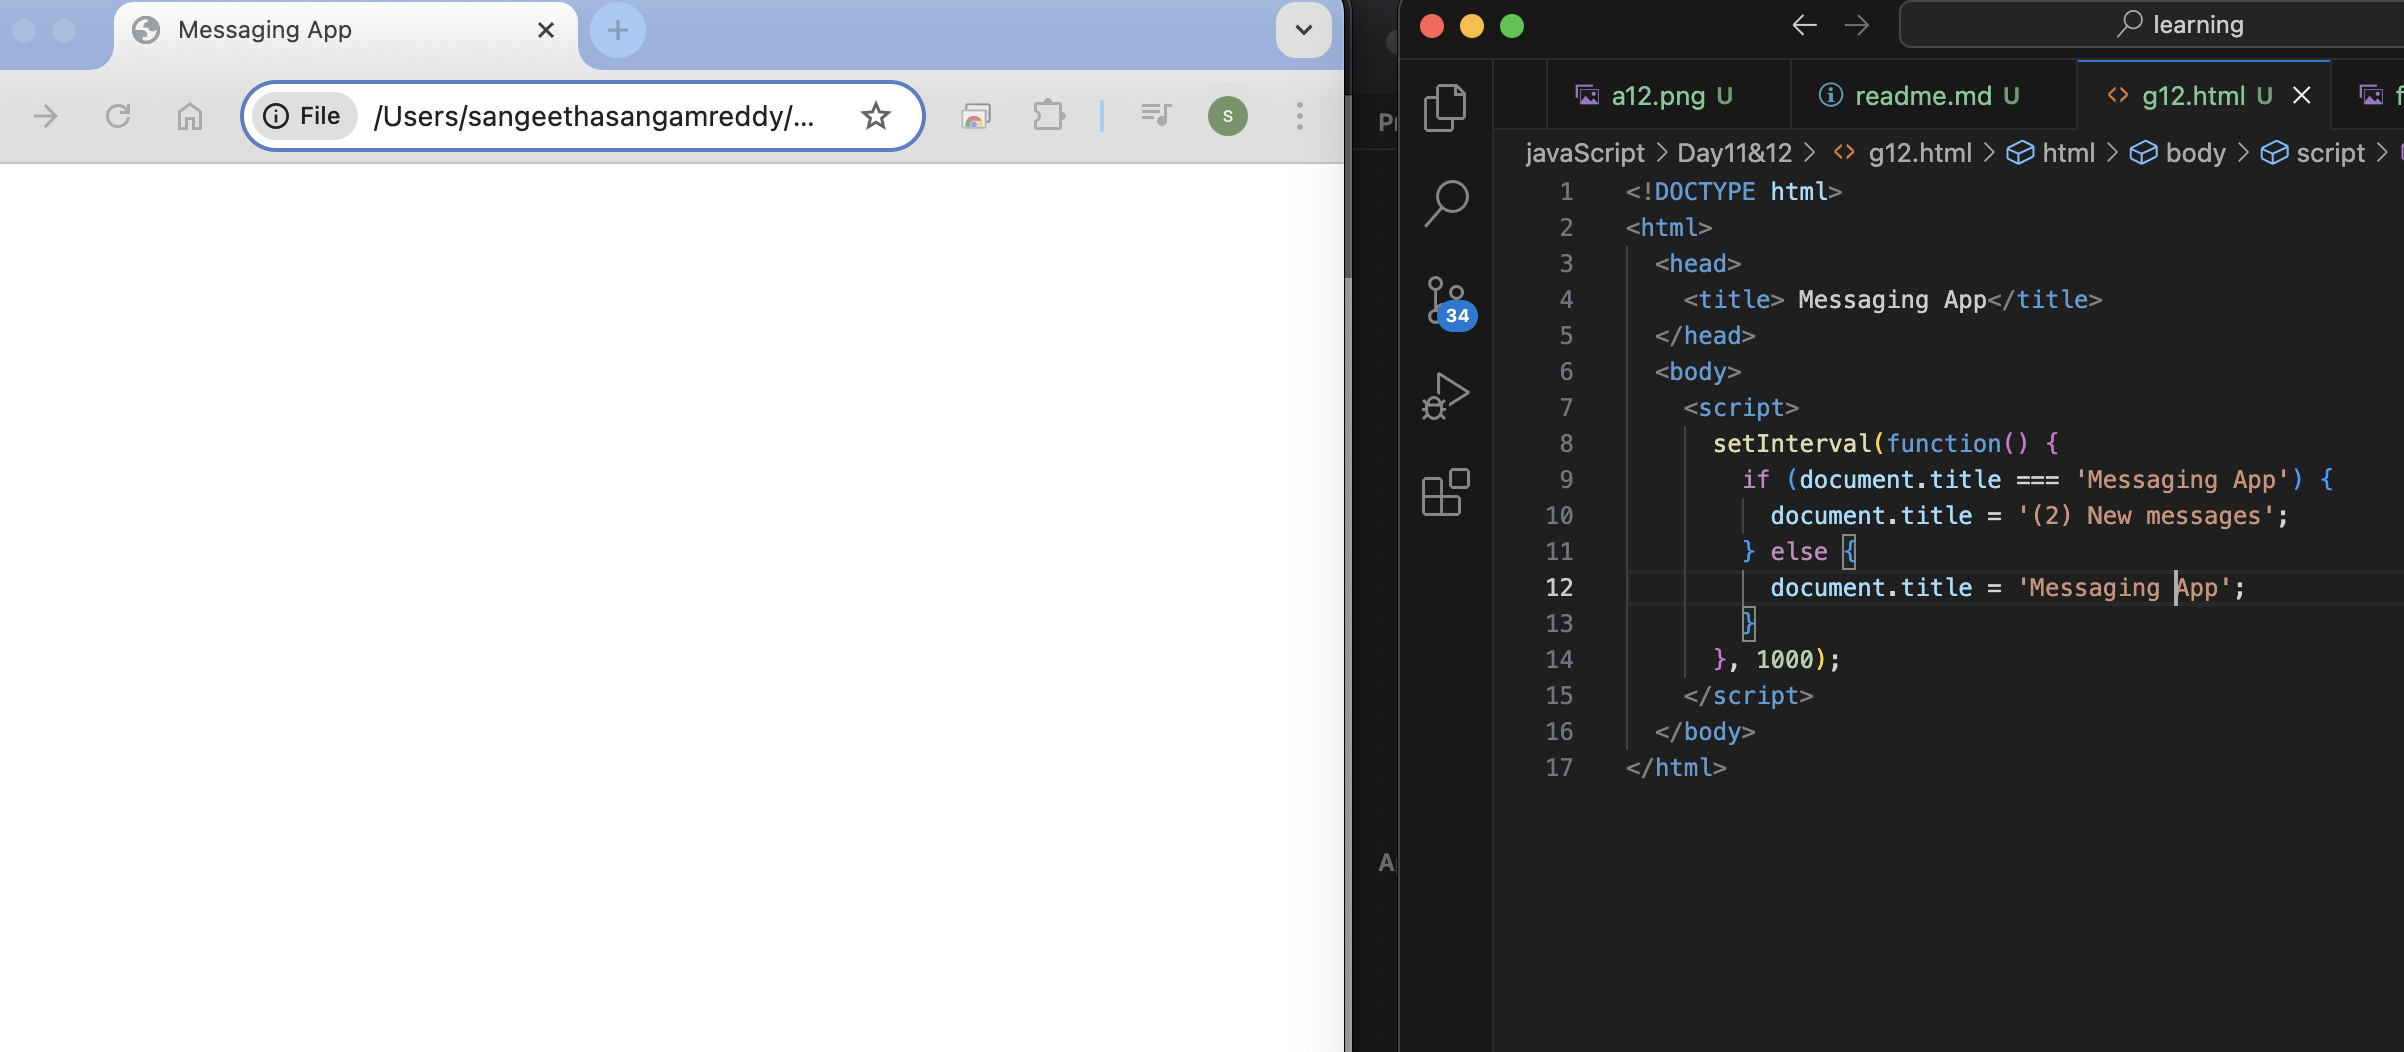 Messaging App
File /Users/sangeethasangamreddy/...
S
learning
a12.png U readme.md U g12.html U
javaScript > Day11&12 > <> g12.html > html > body > script >
34
1 <!DOCTYPE html>
2 <html>
3 <head>
4 <title> Messaging App</title>
5 </head>
6 <body>
7 <script>
8 setInterval(function() {
9 if (document.title === 'Messaging App') {
10 document.title = '(2) New messages';
11 } else {
12 document.title = 'Messaging App';
13 }
14 }, 1000);
15 </script>
16 </body>
17 </html>